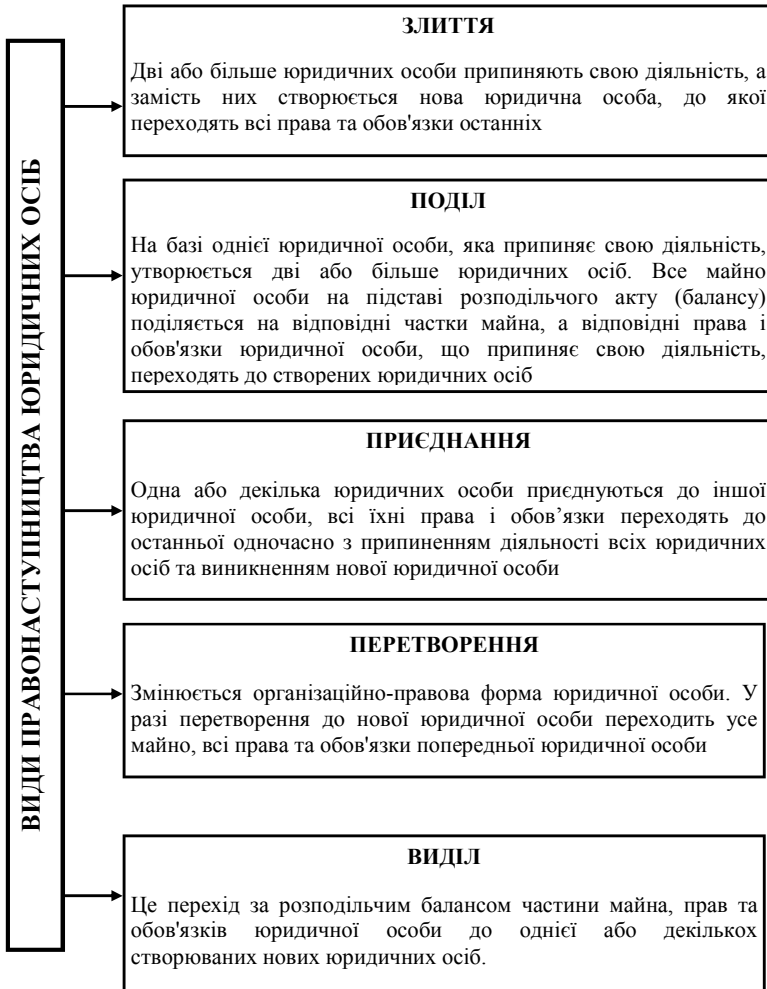 ВИДИ ПРАВОНАСТУПНИЦТВА ЮРИДИЧНИХ ОСІБ
ЗЛИТТЯ
Дві або більше юридичних особи припиняють свою діяльність, а
замість них створюється нова юридична особа, до якої
переходять всі права та обов'язки останніх
ПОДІЛ
На базі однієї юридичної особи, яка припиняє свою діяльність,
утворюється дві або більше юридичних осіб. Все майно
юридичної особи на підставі розподільчого акту (балансу)
поділяється на відповідні частки майна, а відповідні права і
обов'язки юридичної особи, що припиняє свою діяльність,
переходять до створених юридичних осіб
ПРИЄДНАННЯ
Одна або декілька юридичних особи приєднуються до іншої
юридичної особи, всі їхні права і обов’язки переходять до
останньої одночасно з припиненням діяльності всіх юридичних
осіб та виникненням нової юридичної особи
ПЕРЕТВОРЕННЯ
Змінюється організаційно-правова форма юридичної особи. У
разі перетворення до нової юридичної особи переходить усе
майно, всі права та обов'язки попередньої юридичної особи
ВИДІЛ
Це перехід за розподільчим балансом частини майна, прав та
обов'язків юридичної особи до однієї або декількох
створюваних нових юридичних осіб.